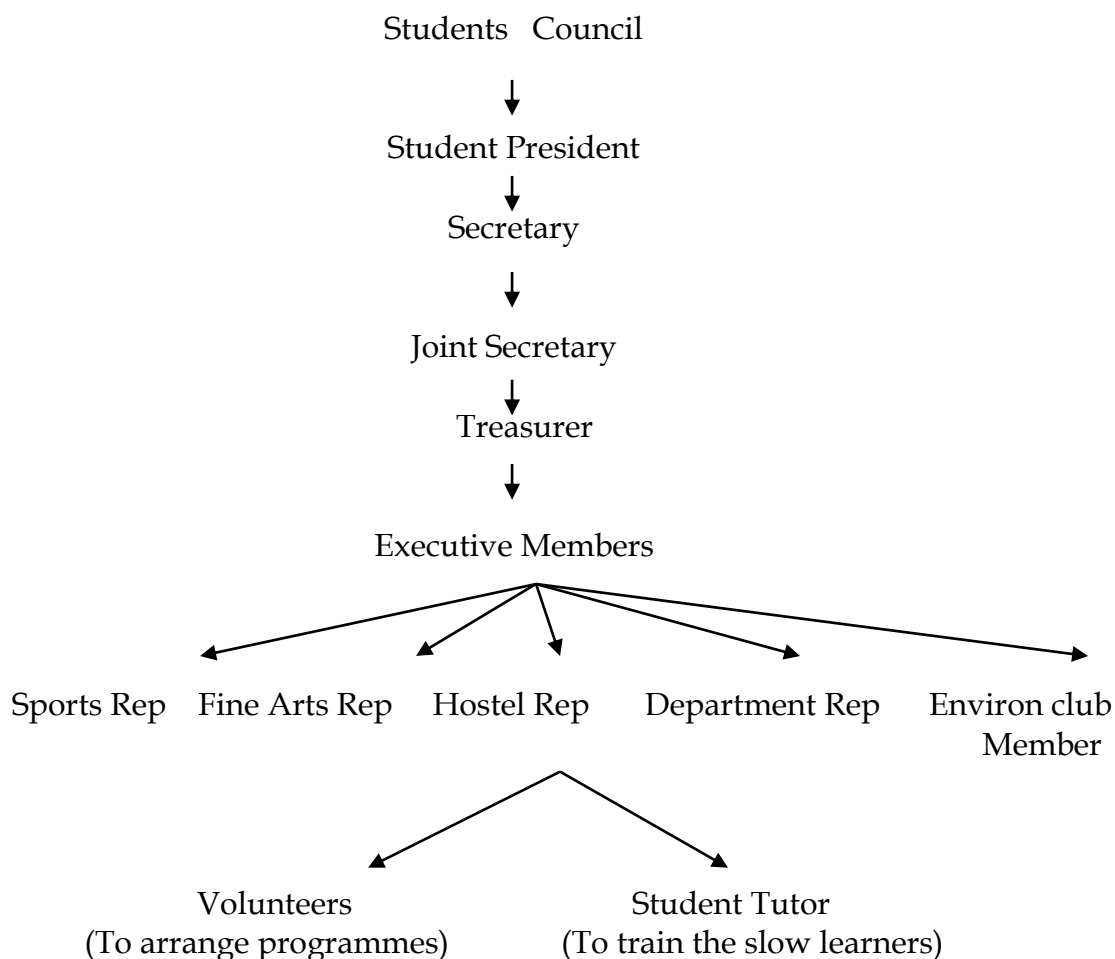 Students Council
Student President
Secretary
Joint Secretary
Treasurer
Executive Members
Sports Rep Fine Arts Rep Hostel Rep Department Rep Environ club
Member
Volunteers Student Tutor
(To arrange programmes) (To train the slow learners)